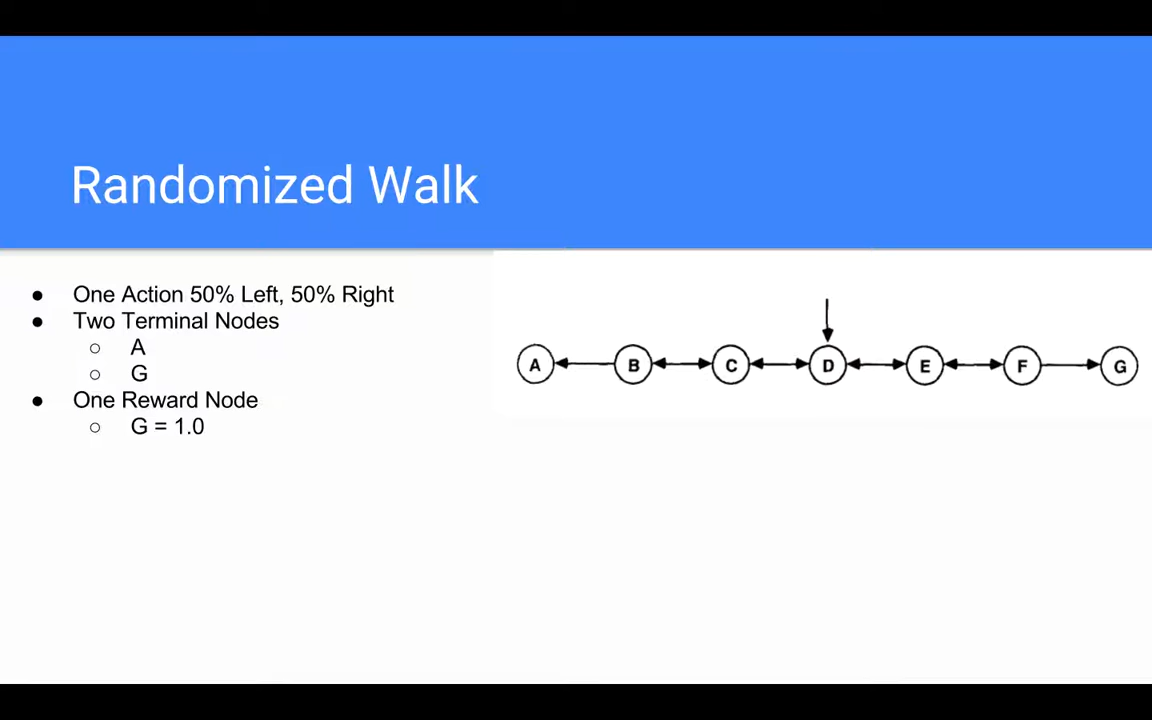 Randomized Walk
● One Action 50% Left, 50% Right
● Two Terminal Nodes
○ A
○ G
● One Reward Node
○ G = 1.0
A B C D E F G